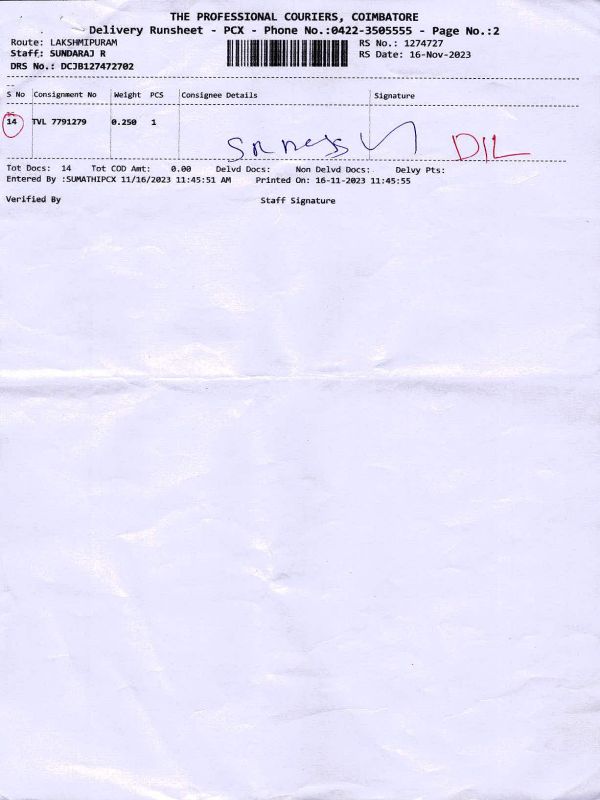 THE PROFESSIONAL COURIERS, COIMBATORE
Delivery Runsheet - PCX - Phone No.:0422-3505555 - Page No.:2
Route: LAKSHMIPURAM RS No.: 1274727
Staff: SUNDARAJ R RS Date: 16-Nov-2023
DRS No.: DCJB127472702
S No Consignment No Weight PCS Consignee Details Signature
14 TVL 7791279 0.250 1
DIL
Tot Docs: 14 Tot COD Amt: 0.00 Delvd Docs: Non Delvd Docs: Delvy Pts:
Entered By :SUMATHIPCX 11/16/2023 11:45:51 AM Printed On: 16-11-2023 11:45:55
Verified By Staff Signature